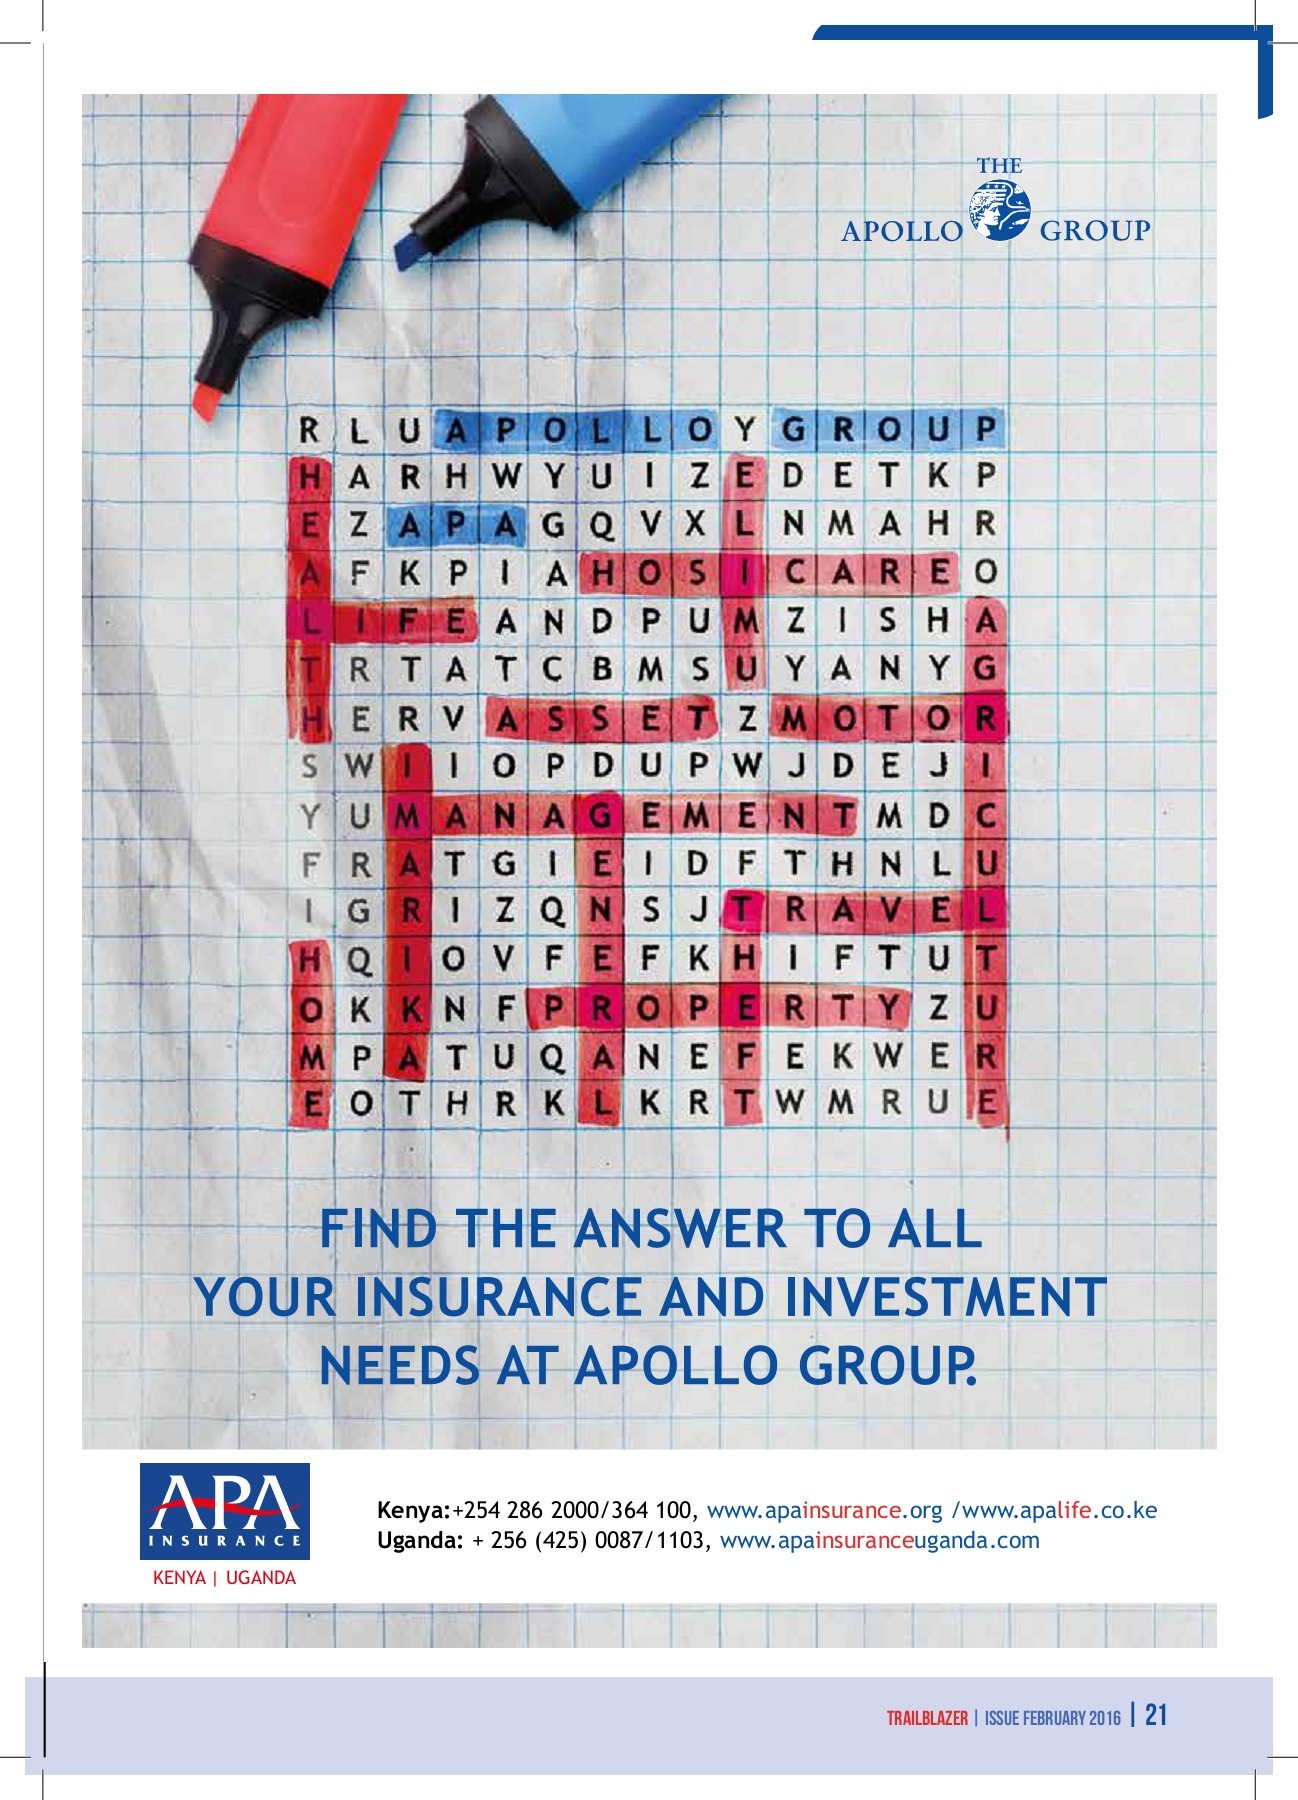 THE
APOLLO GROUP
R L U A P O L L O Y G R O U P
H A R H W Y U I Z E D E T K P
E Z A P A G Q V X L N M A H R
A F K P I A H O S I C A R E O
L I F E A N D P U M Z I S H A
T R T A T C B M S U Y A N Y G
H E R V A S S E T Z M O T O R
S W I I O P D U P W J D E J I
Y U M A N A G E M E N T M D C
F R A T G I E I D F T H N L U
I G R I Z Q N S J T R A V E L
H Q I O V F E F K H I F T U T
O K K N F P R O P E R T Y Z U
M P A T U Q A N E F E K W E R
E O T H R K L K R T W M R U E
FIND THE ANSWER TO ALL
YOUR INSURANCE AND INVESTMENT
NEEDS AT APOLLO GROUP.
APA
INSURANCE
KENYA | UGANDA
Kenya:+254 286 2000/364 100, www.apainsurance.org /www.apalife.co.ke
Uganda: + 256 (425) 0087/1103, www.apainsuranceuganda.com
TRAILBLAZER | ISSUE FEBRUARY 2016 | 21